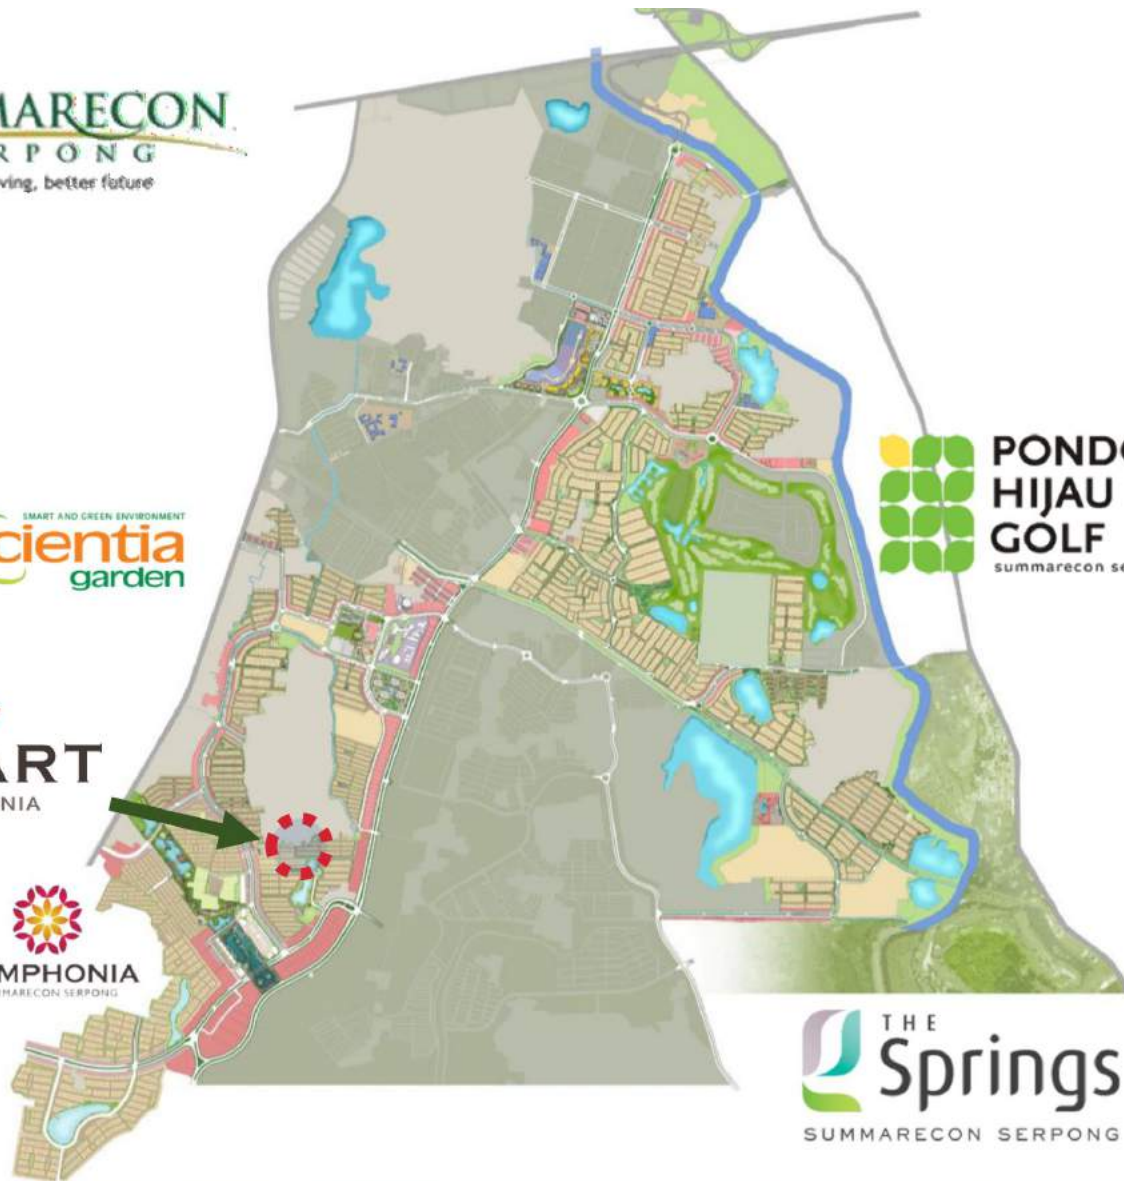 MARECON
RPONG
ving, better future
SMART AND GREEN ENVIRONMENT
cientia
garden
PONDO
HIJAU
GOLF
summarecon se
ART
NIA
MPHONIA
MARECON SERPONG
THE
Springs
SUMMARECON SERPONG